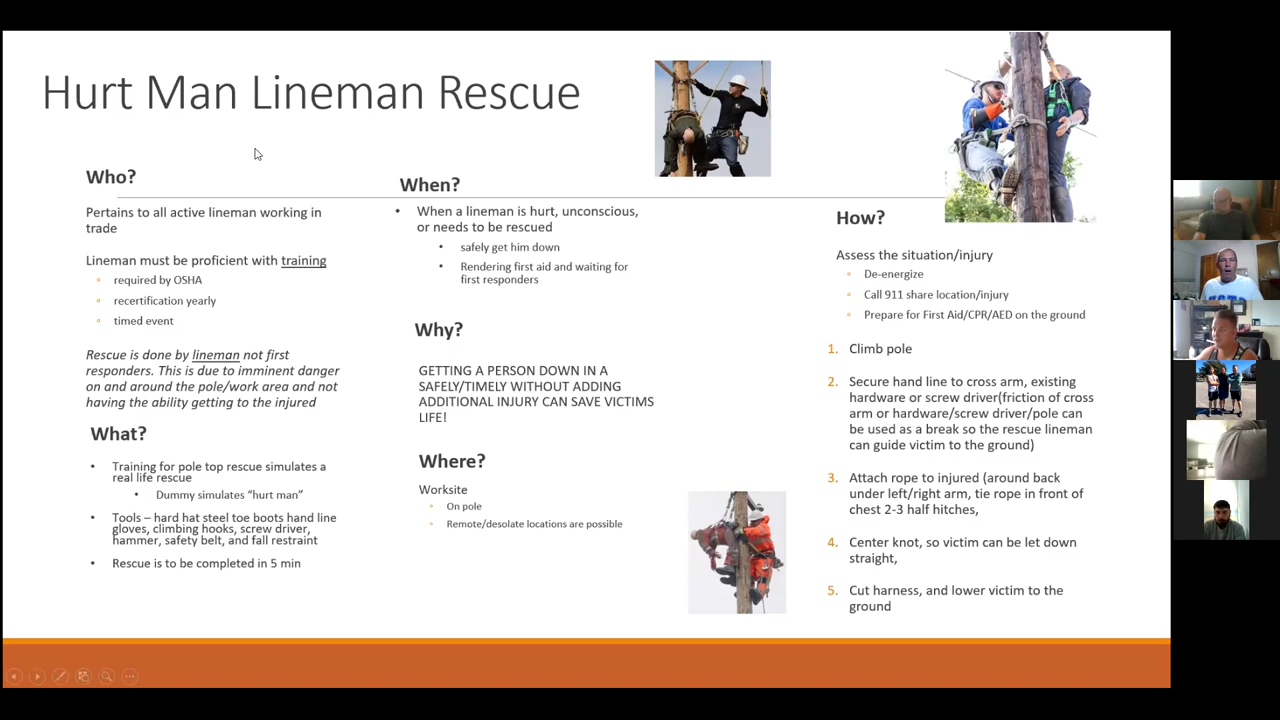 Hurt Man Lineman Rescue
Who?
Pertains to all active lineman working in
trade
Lineman must be proficient with training
required by OSHA
recertification yearly
timed event
Rescue is done by lineman not first
responders. This is due to imminent danger
on and around the pole/work area and not
having the ability getting to the injured
What?
• Training for pole top rescue simulates a
real life rescue
• Dummy simulates "hurt man"
• Tools – hard hat steel toe boots hand line
gloves, climbing hooks, screw driver,
hammer, safety belt, and fall restraint
• Rescue is to be completed in 5 min
When?
• When a lineman is hurt, unconscious,
or needs to be rescued
• safely get him down
• Rendering first aid and waiting for
first responders
Why?
GETTING A PERSON DOWN IN A
SAFELY/TIMELY WITHOUT ADDING
ADDITIONAL INJURY CAN SAVE VICTIMS
LIFE!
Where?
Worksite
On pole
Remote/desolate locations are possible
How?
Assess the situation/injury
De-energize
Call 911 share location/injury
Prepare for First Aid/CPR/AED on the ground
1. Climb pole
2. Secure hand line to cross arm, existing
hardware or screw driver(friction of cross
arm or hardware/screw driver/pole can
be used as a break so the rescue lineman
can guide victim to the ground)
3. Attach rope to injured (around back
under left/right arm, tie rope in front of
chest 2-3 half hitches,
4. Center knot, so victim can be let down
straight,
5. Cut harness, and lower victim to the
ground